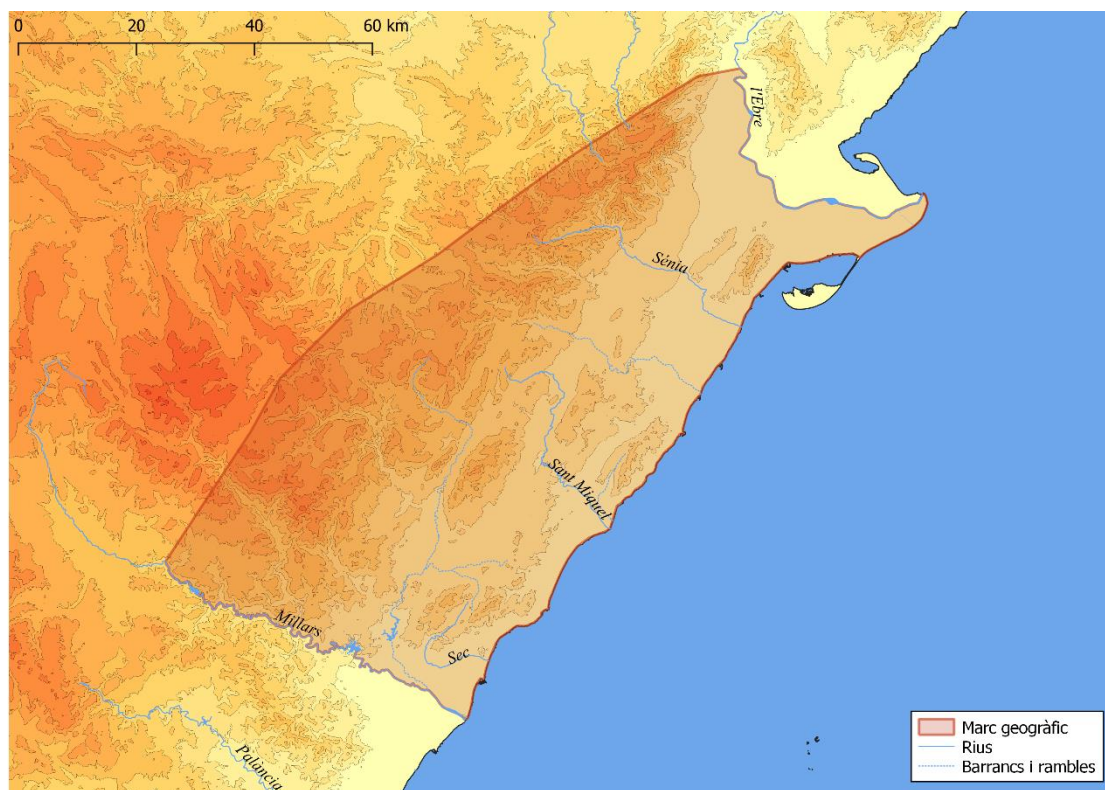 0 20 40 60 km
l'Ebre
Sénia
Sant Miquel
Millars
Sec
Palància
Marc geogràfic
Rius
Barrancs i rambles